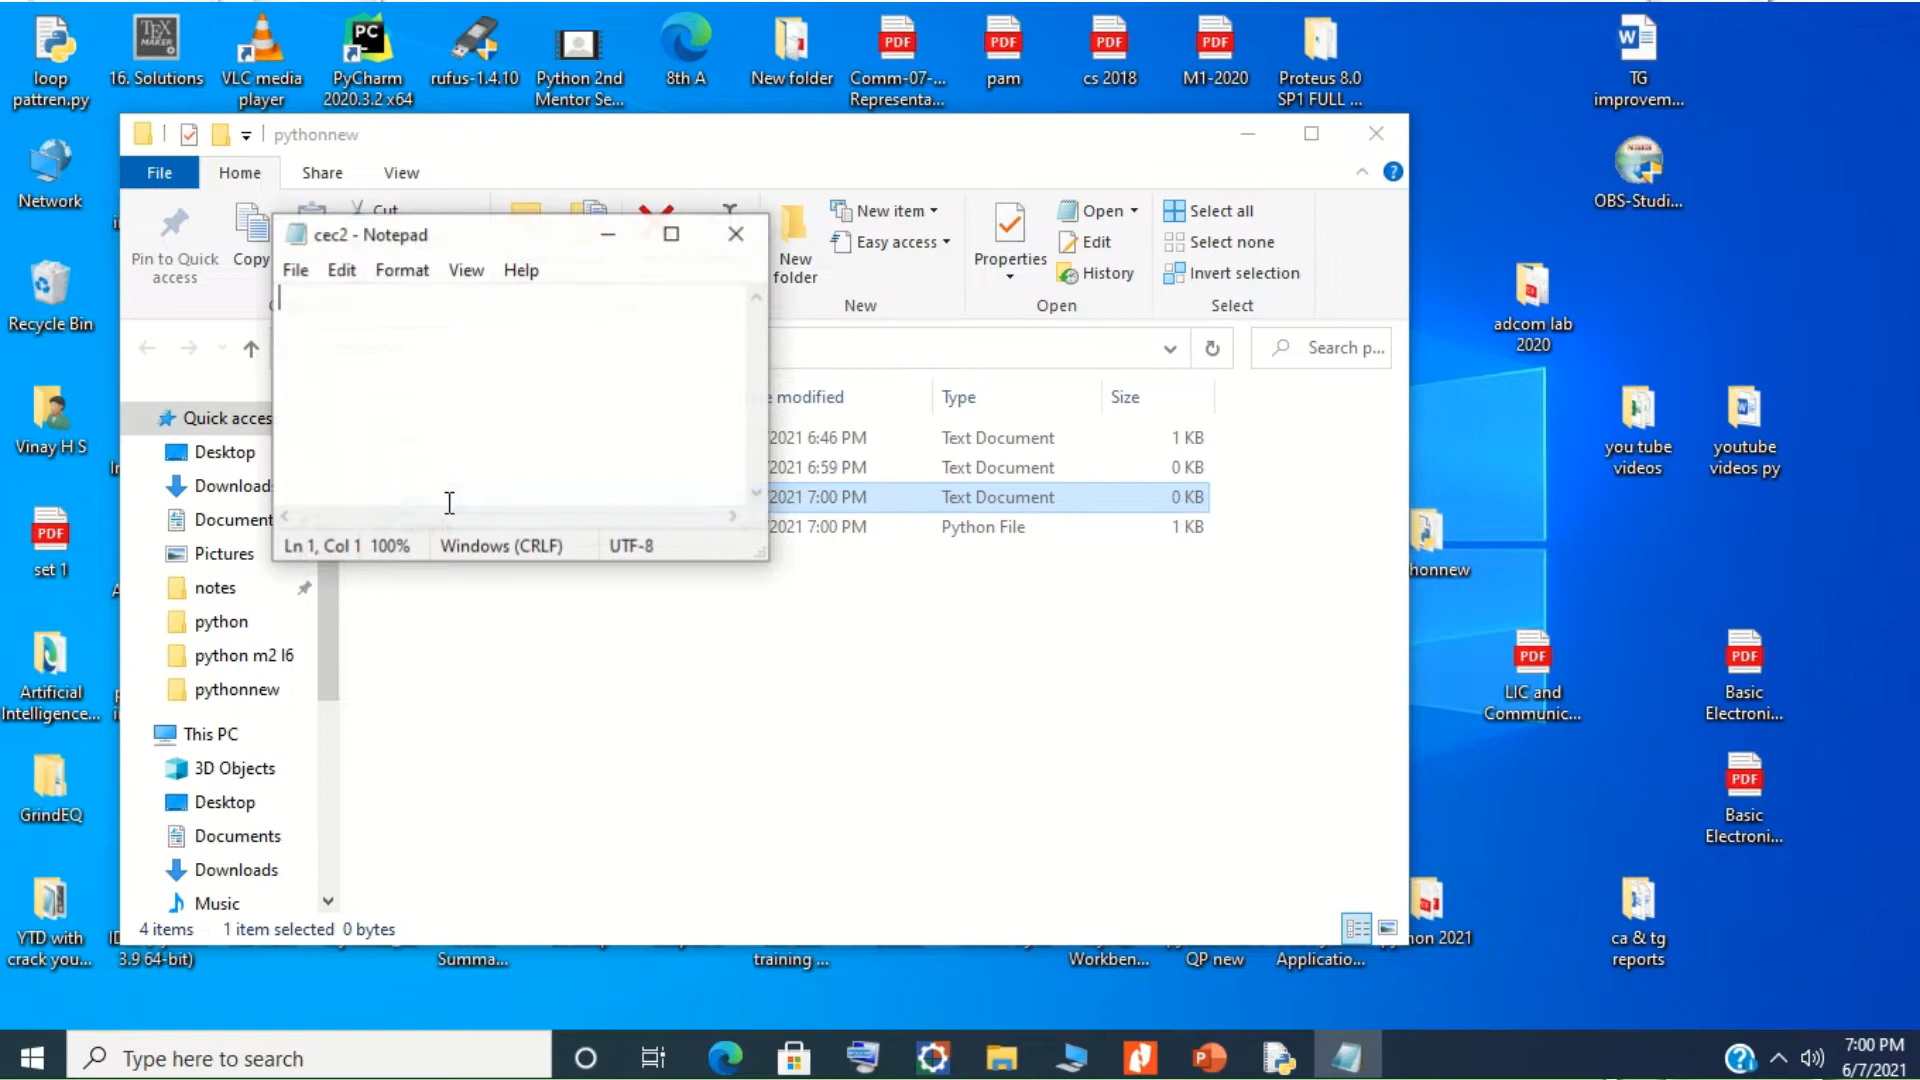 loop
pattren.py
16. Solutions
VLC media
player
PyCharm
2020.3.2 x64
rufus-1.4.10
Python 2nd
Mentor Se...
8th A
New folder
Comm-07-...
Representa...
pam
cs 2018
M1-2020
Proteus 8.0
SP1 FULL ...
TG
improvem...
Network
Recycle Bin
Vinay H S
set 1
Artificial
Intelligence...
GrindEQ
YTD with
crack you...
pythonnew
File
Home
Share
View
Pin to Quick
access
Copy
Cut
New
folder
New item
Easy access
New
Properties
Open
Edit
History
Open
Select all
Select none
Invert selection
Select
cec2 - Notepad
File Edit Format View Help
Ln 1, Col 1 100% Windows (CRLF) UTF-8
Search p...
modified Type Size
2021 6:46 PM Text Document 1 KB
2021 6:59 PM Text Document 0 KB
2021 7:00 PM Text Document 0 KB
2021 7:00 PM Python File 1 KB
Quick acces
Desktop
Download
Document
Pictures
notes
python
python m2 l6
pythonnew
This PC
3D Objects
Desktop
Documents
Downloads
Music
4 items 1 item selected 0 bytes
OBS-Studi...
adcom lab
2020
you tube
videos
youtube
videos py
honnew
LIC and
Communic...
Basic
Electroni...
Basic
Electroni...
hon 2021
ca & tg
reports
3.9 64-bit)
Summa...
training ...
Workben...
QP new
Applicatio...
Type here to search
7:00 PM
6/7/2021